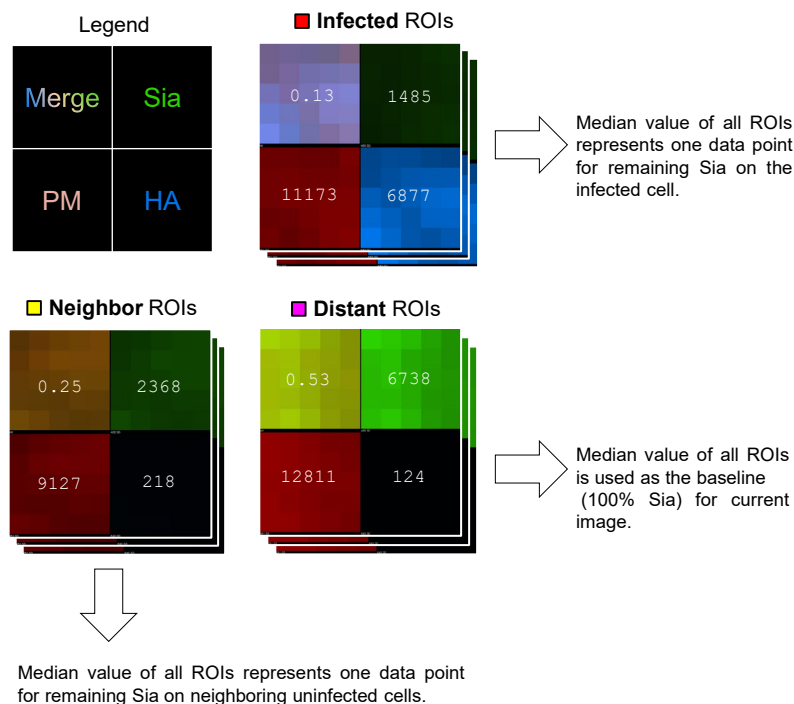 Legend
Merge
Sia
PM
HA
Infected ROIs
0.13
1485
11173
6877
Median value of all ROIs
represents one data point
for remaining Sia on the
infected cell.
Neighbor ROIs
0.25
2368
9127
218
Distant ROIs
0.53
6738
12811
124
Median value of all ROIs
is used as the baseline
(100% Sia) for current
image.
Median value of all ROIs represents one data point
for remaining Sia on neighboring uninfected cells.